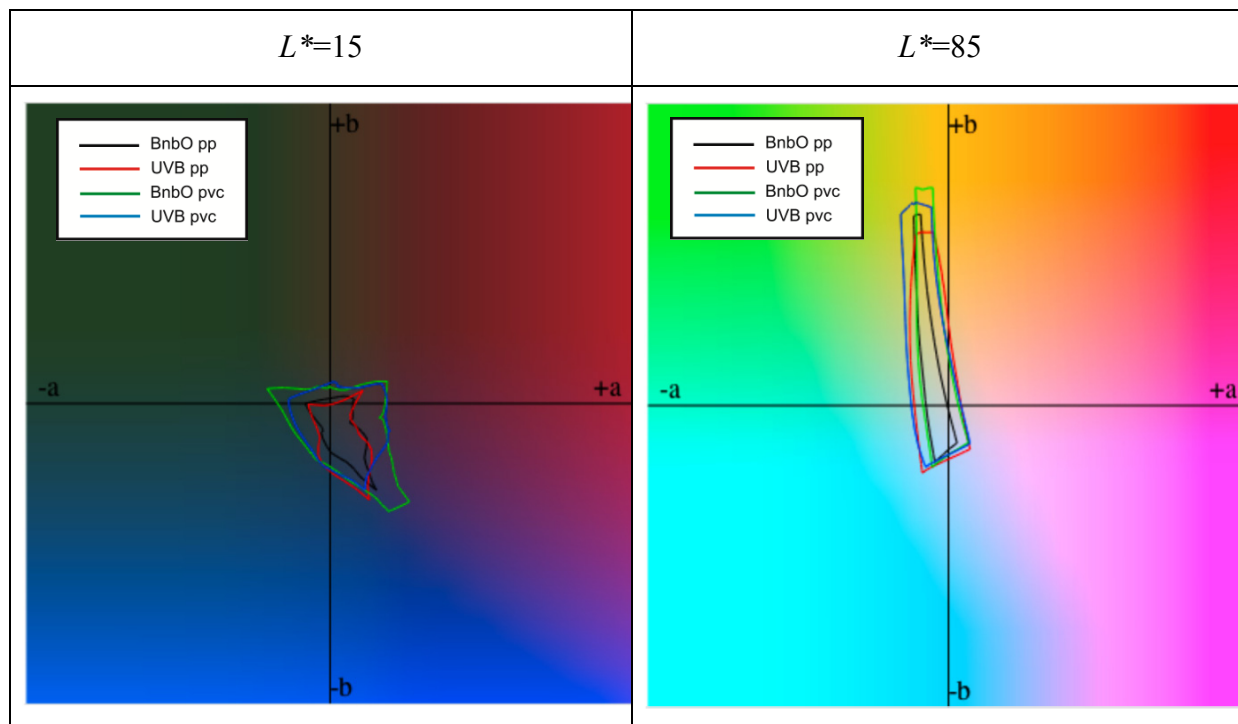 L*=15
L*=85
BnbO pp
UVB pp
BnbO pvc
UVB pvc
+b
-a
+a
-b
BnbO pp
UVB pp
BnbO pvc
UVB pvc
+b
-a
+a
-b